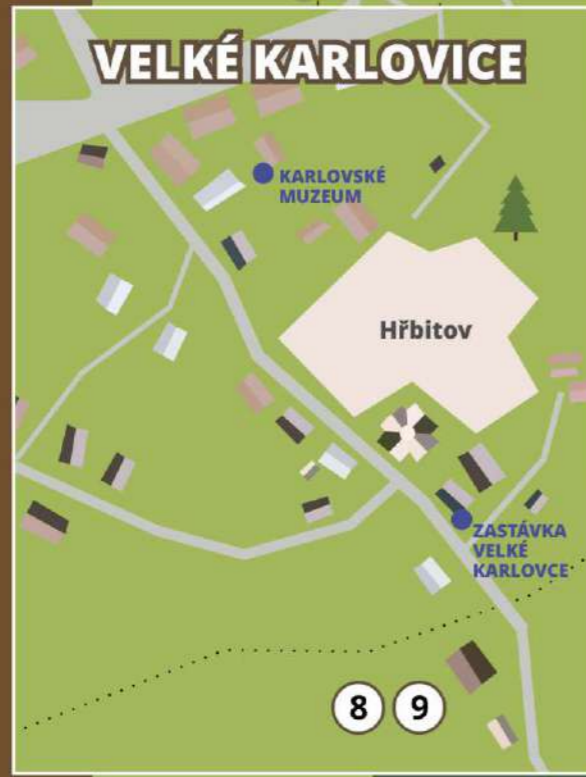 VELKÉ KARLOVICE
KARLOVSKÉ
MUZEUM
Hřbitov
ZASTÁVKA
VELKÉ
KARLOVCE
8 9